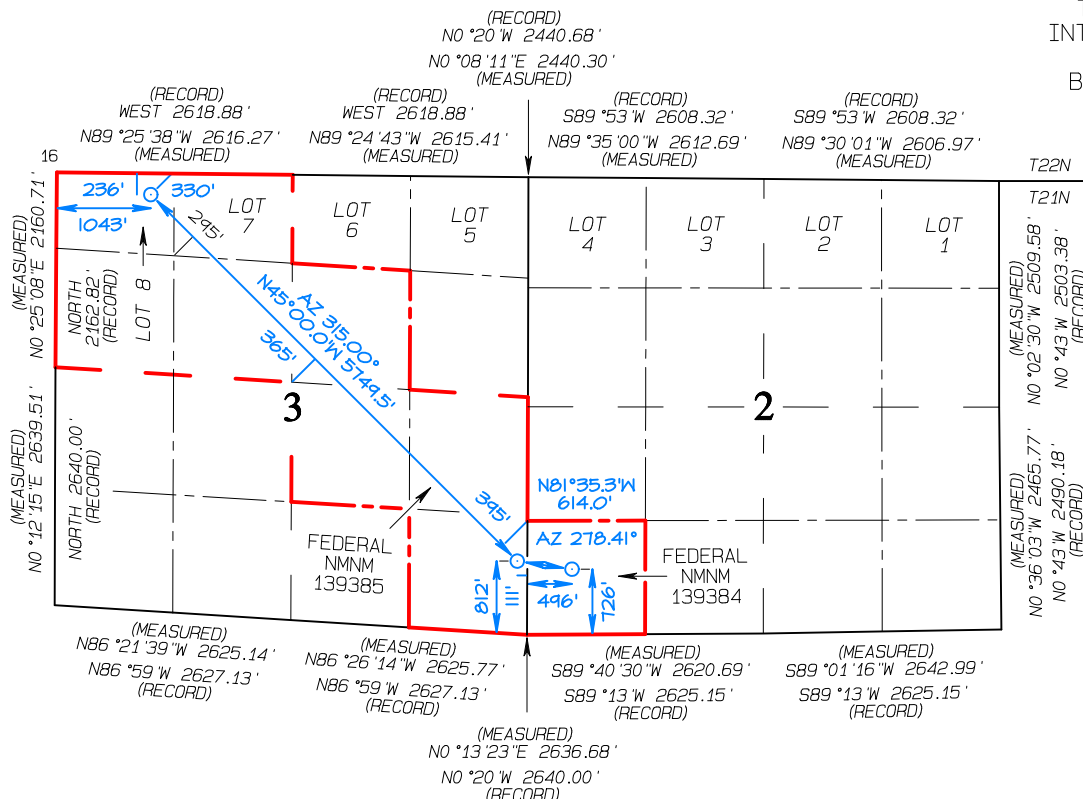 (RECORD)
N0°20'W 2440.68'
N0°08'11"E 2440.30'
(MEASURED)
INT
B
(RECORD)
WEST 2618.88'
N89°25'38"W 2616.27'
(MEASURED)
(RECORD)
WEST 2618.88'
N89°24'43"W 2615.41'
(MEASURED)
(RECORD)
S89°53'W 2608.32'
N89°35'00"W 2612.69'
(MEASURED)
(RECORD)
S89°53'W 2608.32'
N89°30'01"W 2606.97'
(MEASURED)
16
T22N
T21N
236'
330'
1043'
295'
LOT
7
LOT
6
LOT
5
LOT
4
LOT
3
LOT
2
LOT
1
(MEASURED)
N0°25'08"E 2160.71'
NORTH
2162.82'
(RECORD)
LOT 8
AZ 315.00°
N45°00.0'W 5749.5'
365'
3
2
(MEASURED)
N0°02'30"W 2509.58'
N0°43'W 2503.38'
(RECORD)
(MEASURED)
N0°12'15"E 2639.51'
NORTH 2640.00'
(RECORD)
395'
N81°35.3'W
614.0'
AZ 278.41°
FEDERAL
NMNM
139385
FEDERAL
NMNM
139384
812'
111'
496'
726'
(MEASURED)
N0°36'03"W 2465.77'
N0°43'W 2490.18'
(RECORD)
(MEASURED)
N86°21'39"W 2625.14'
N86°59'W 2627.13'
(RECORD)
(MEASURED)
N86°26'14"W 2625.77'
N86°59'W 2627.13'
(RECORD)
(MEASURED)
S89°40'30"W 2620.69'
S89°13'W 2625.15'
(RECORD)
(MEASURED)
S89°01'16"W 2642.99'
S89°13'W 2625.15'
(RECORD)
(MEASURED)
N0°13'23"E 2636.68'
N0°20'W 2640.00'
(RECORD)